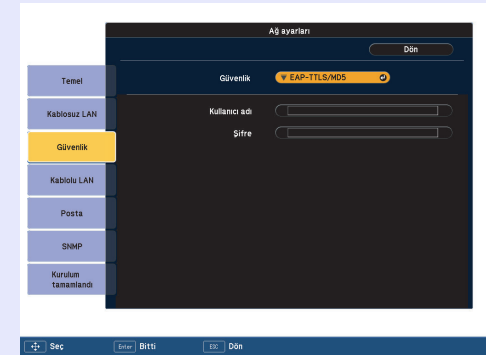 Ağ ayarları
Dön
Temel
Kablosuz LAN
Güvenlik
Kablolu LAN
Posta
SNMP
Kurulum
tamamlandı
Güvenlik
EAP-TTLS/MD5
Kullanıcı adı
Şifre
Seç
Enter Bitti
ESC Dön